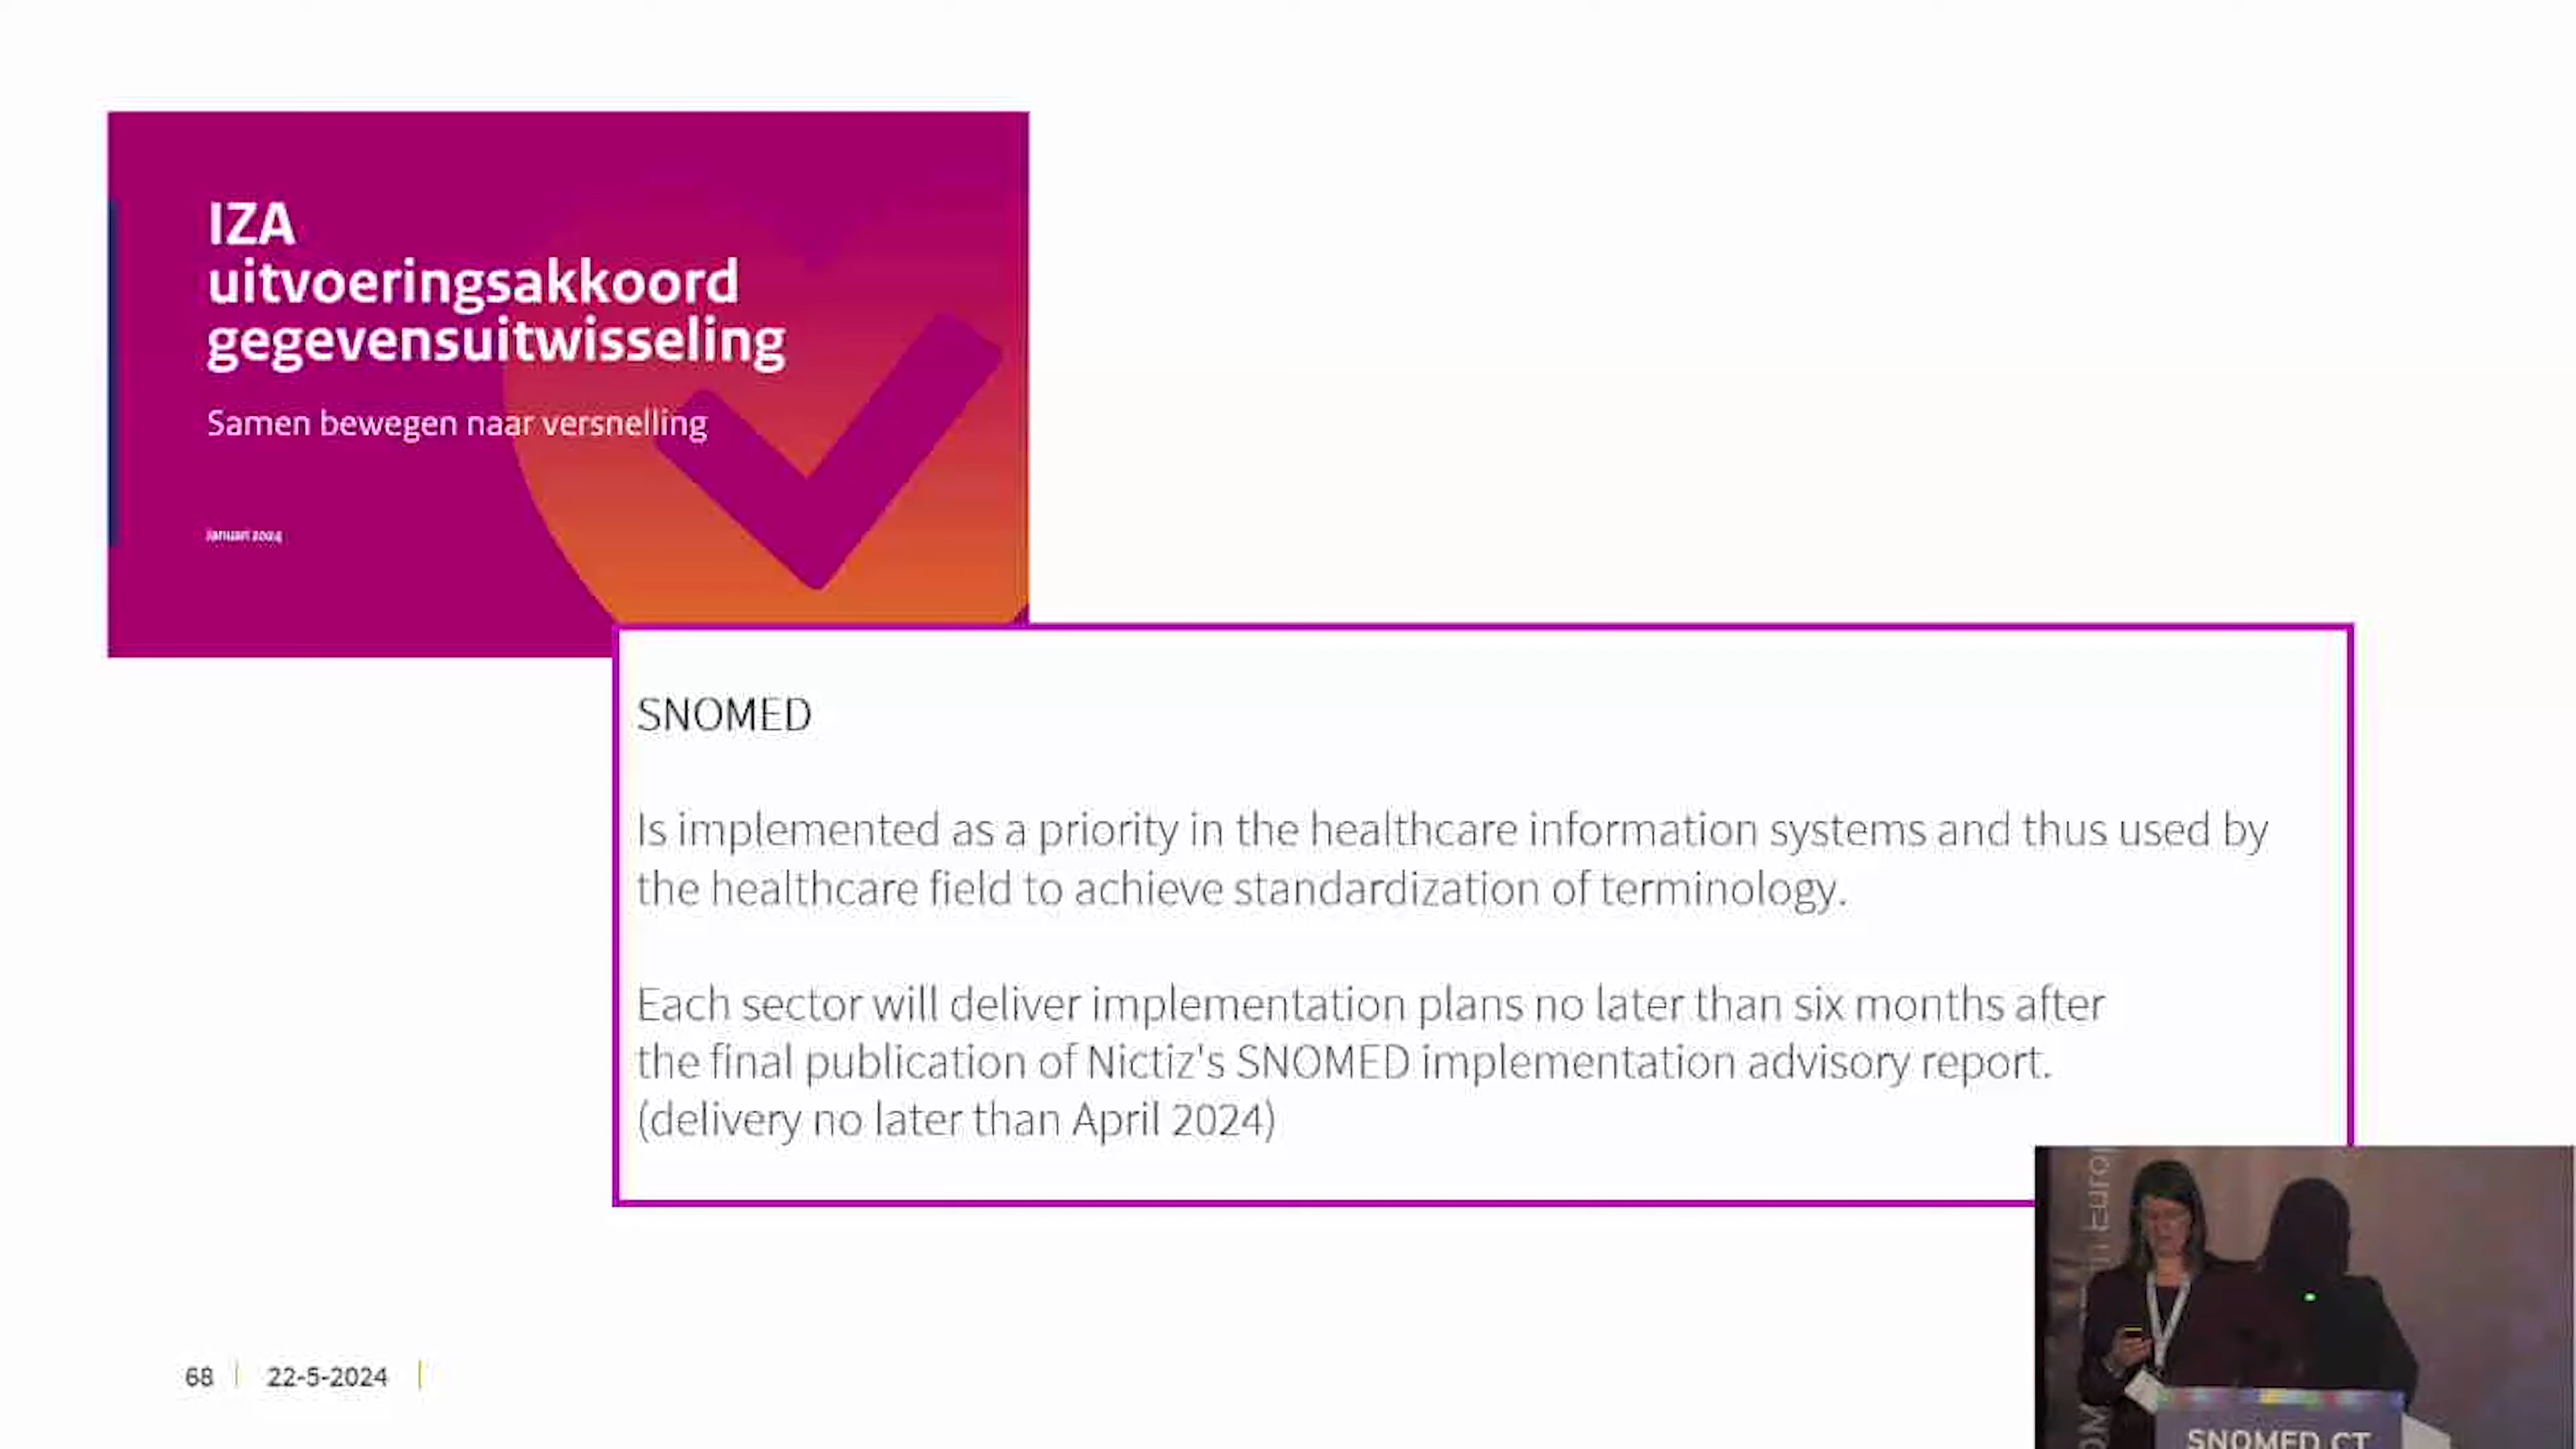 IZA
uitvoeringsakkoord
gegevensuitwisseling
Samen bewegen naar versnelling
Januari 2024
SNOMED
Is implemented as a priority in the healthcare information systems and thus used by
the healthcare field to achieve standardization of terminology.
Each sector will deliver implementation plans no later than six months after
the final publication of Nictiz's SNOMED implementation advisory report.
(delivery no later than April 2024)
68
22-5-2024
SNOMED CT